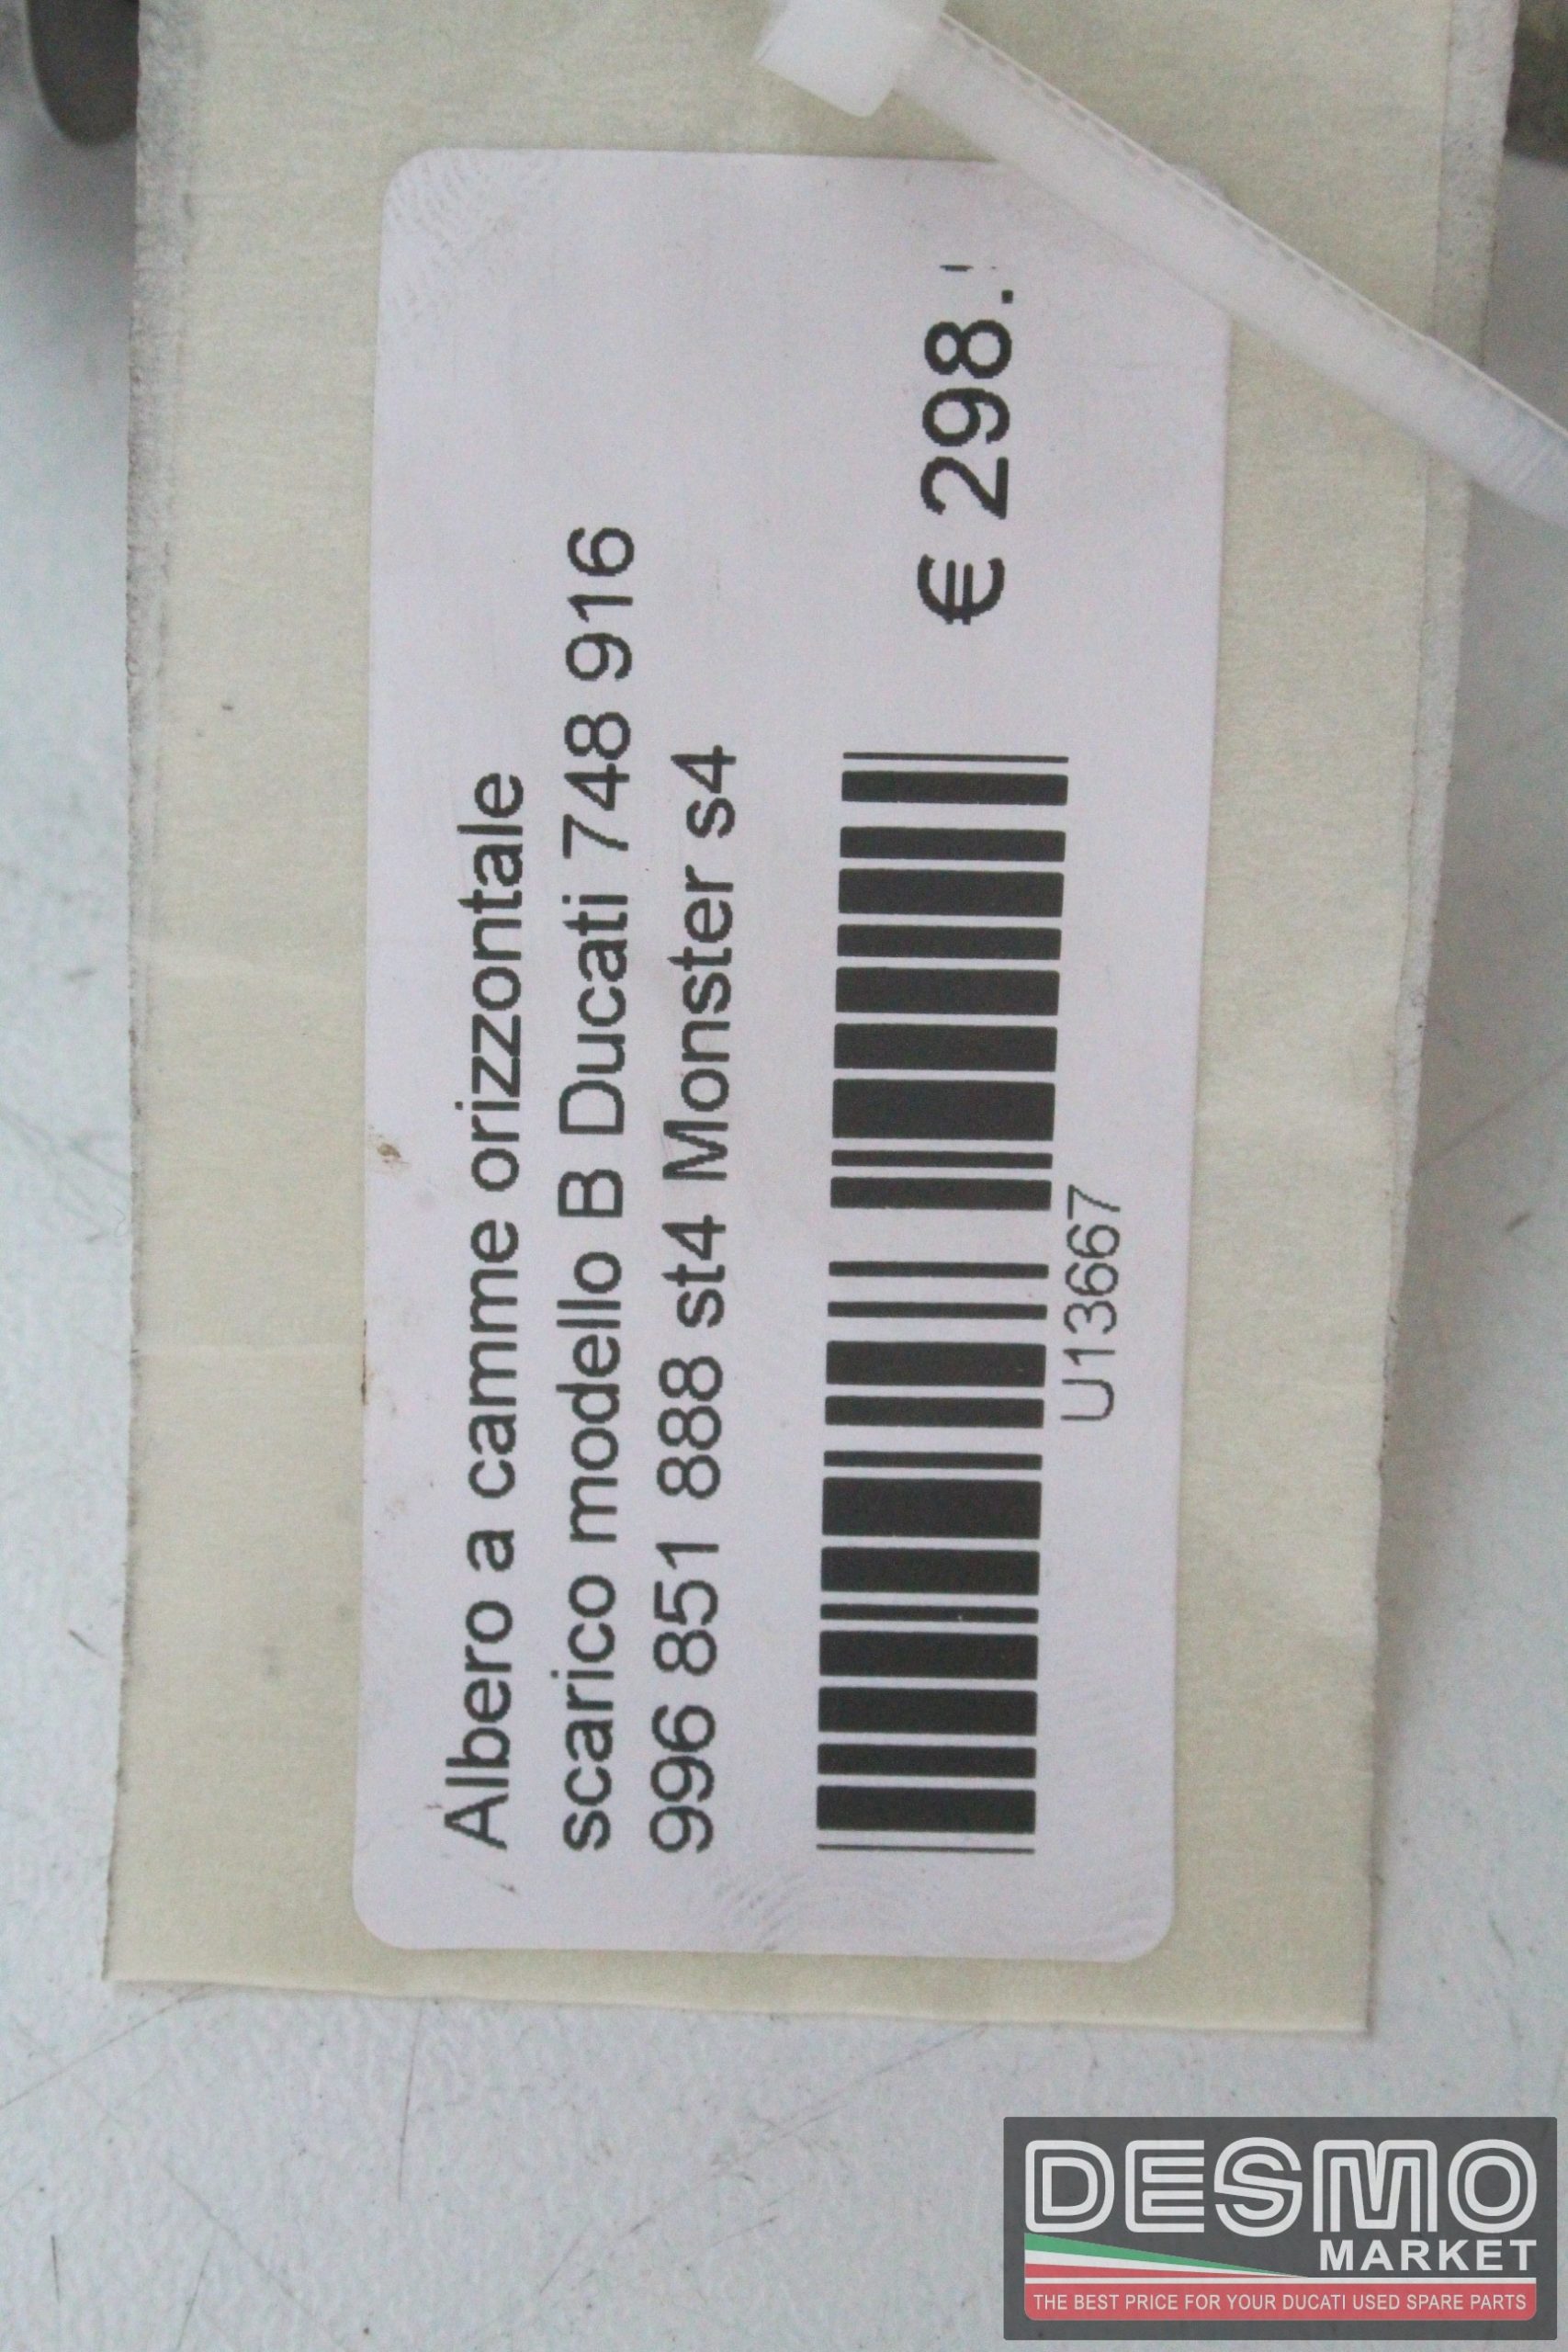 Albero a camme orizzontale
scarico modello B Ducati 748 916
996 851 888 st4 Monster s4
€ 298.
U13667
DESMO
MARKET
THE BEST PRICE FOR YOUR DUCATI USED SPARE PARTS